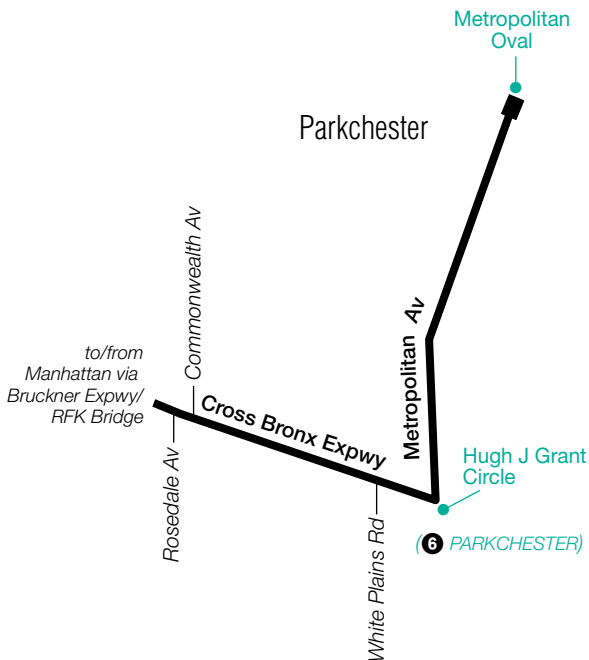 Metropolitan
Oval
Parkchester
Commonwealth Av
Metropolitan Av
to/from
Manhattan via
Bruckner Expwy/
RFK Bridge
Cross Bronx Expwy
Rosedale Av
White Plains Rd
Hugh J Grant
Circle
(6 PARKCHESTER)